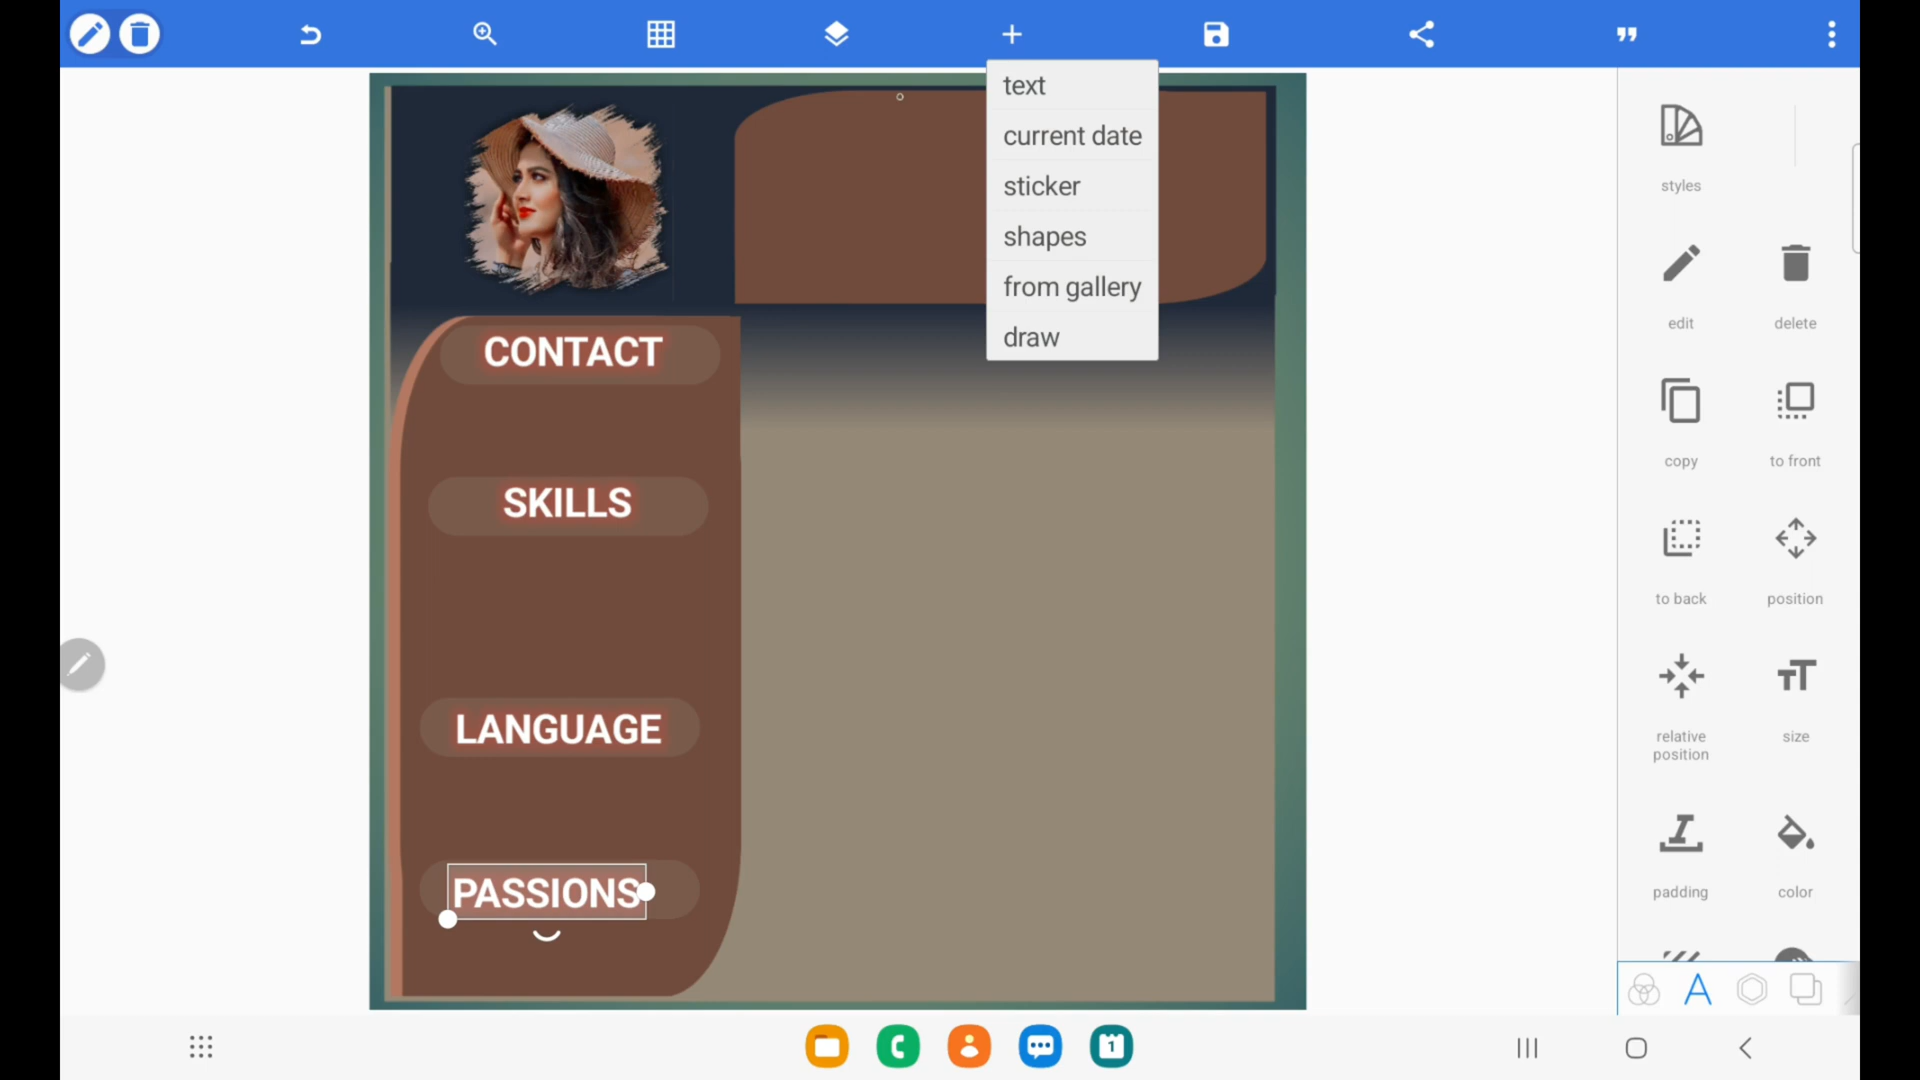 text
current date
sticker
shapes
from gallery
draw
CONTACT
SKILLS
LANGUAGE
PASSIONS
styles
edit
delete
copy
to front
to back
position
relative
position
size
padding
color
1